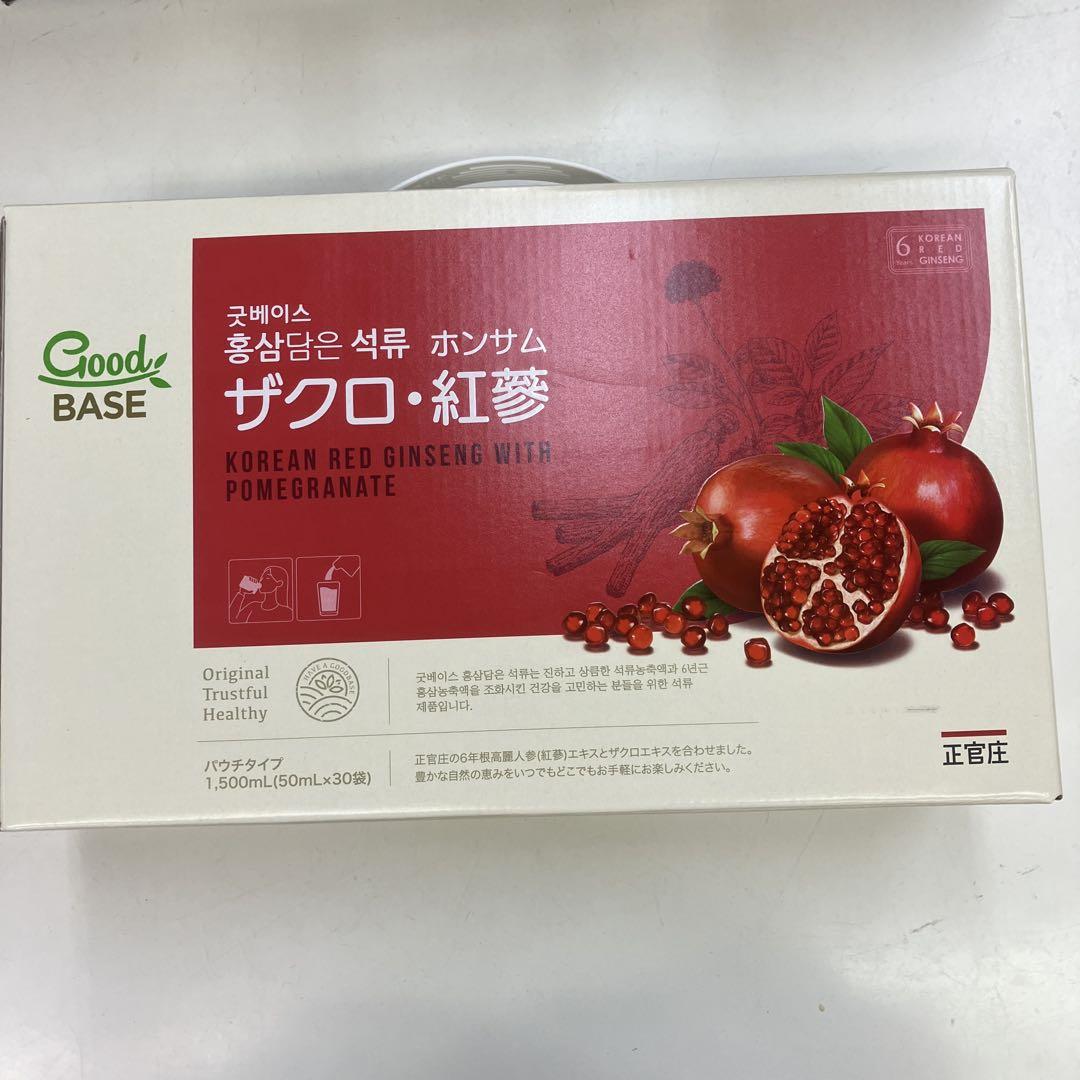 Good
BASE
굿베이스
홍삼담은 석류 ホンサム
ザクロ・紅蔘
KOREAN RED GINSENG WITH
POMEGRANATE
6 Years
KOREAN
RED
GINSENG
Original
Trustful
Healthy
HAVE A GOODBASE
굿베이스 홍삼담은 석류는 진하고 상큼한 석류농축액과 6년근
홍삼농축액을 조화시킨 건강을 고민하는 분들을 위한 석류
제품입니다.
パウチタイプ
1,500mL(50mL×30袋)
正官庄の6年根高麗人参(紅蔘)エキスとザクロエキスを合わせました。
豊かな自然の恵みをいつでもどこでもお手軽にお楽しみください。
正官庄